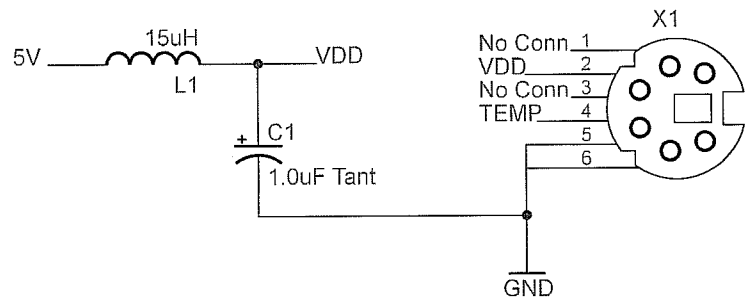 15uH
5V
VDD
L1
+
C1
1.0uF Tant
X1
No Conn 1
VDD 2
No Conn 3
TEMP 4
5
6
GND